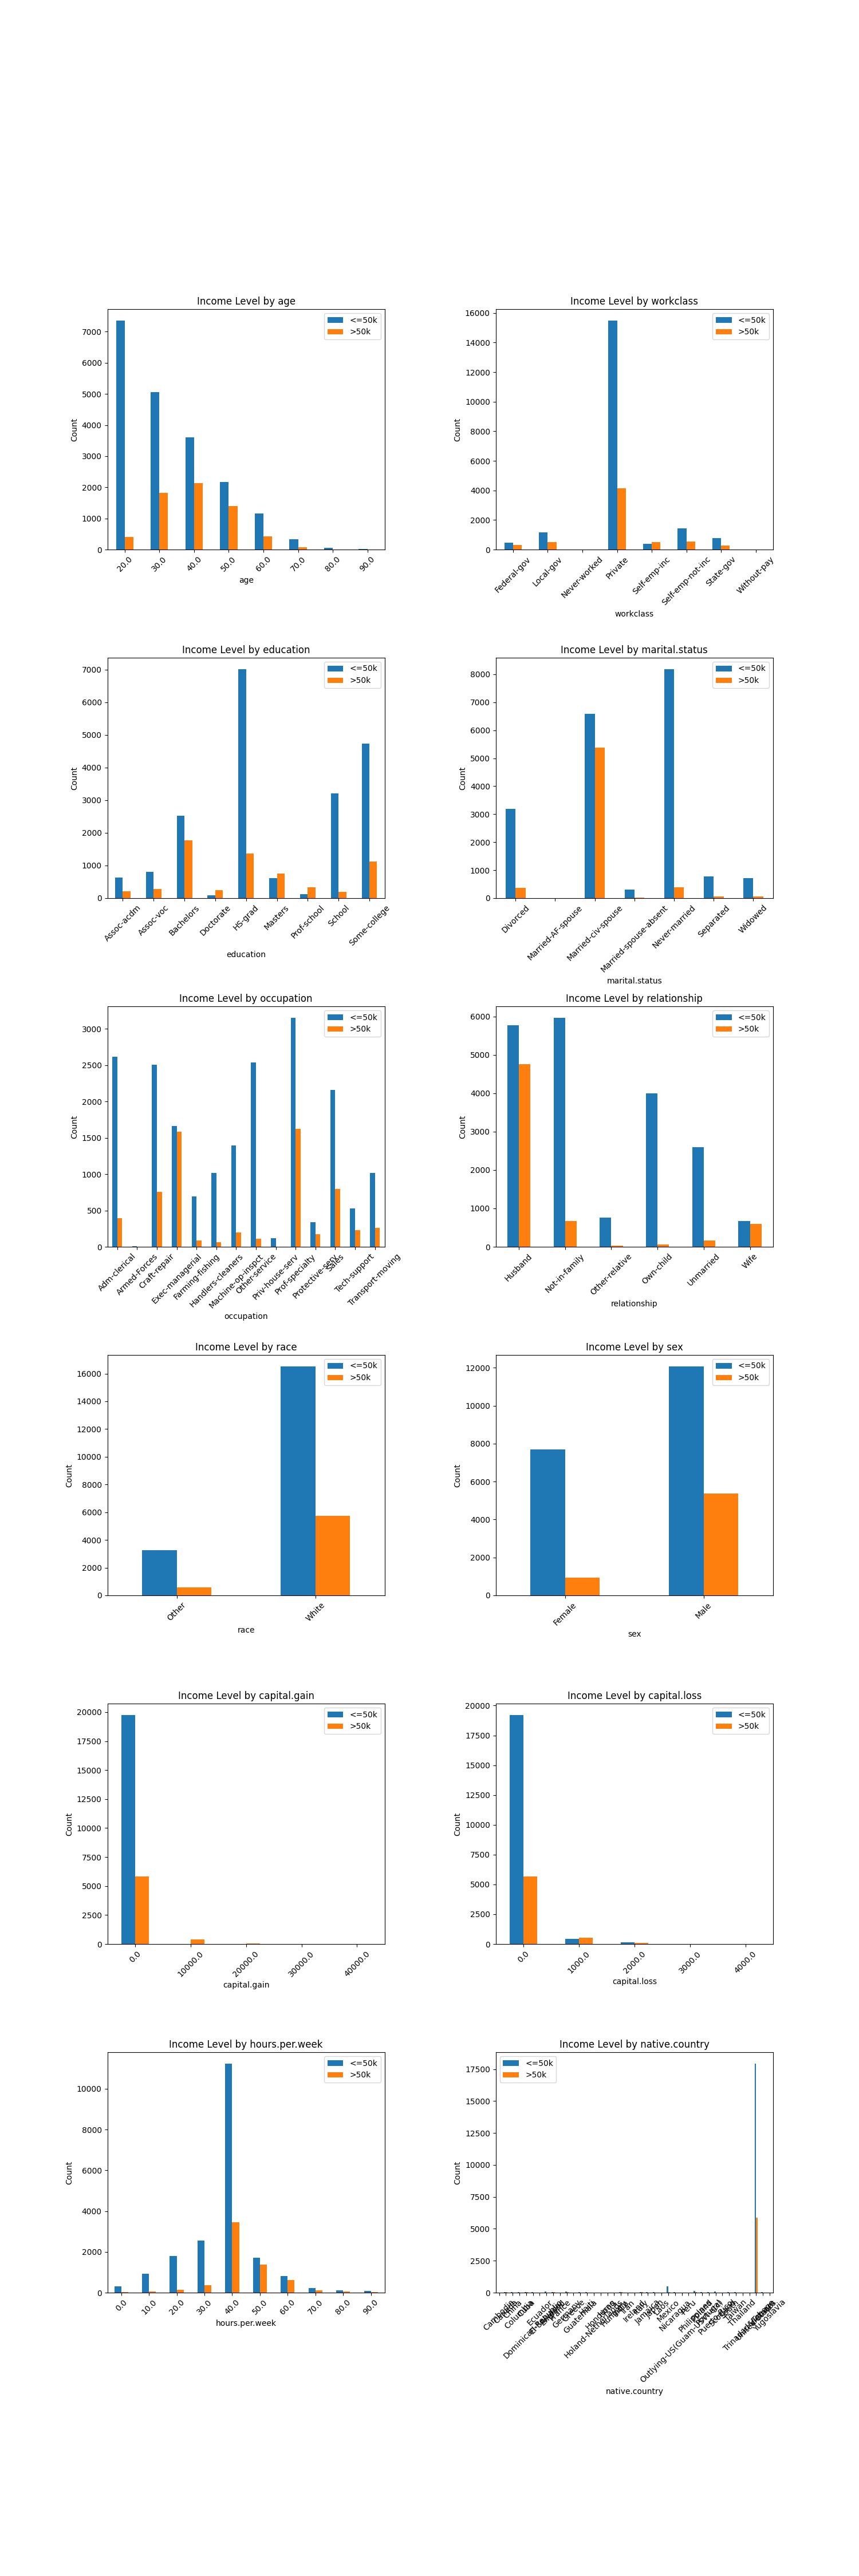 Income Level by age
Count
7000
6000
5000
4000
3000
2000
1000
0
<=50k
>50k
20.0
30.0
40.0
50.0
60.0
70.0
80.0
90.0
age
Income Level by workclass
Count
16000
14000
12000
10000
8000
6000
4000
2000
0
<=50k
>50k
Federal-gov
Local-gov
Never-worked
Private
Self-emp-inc
Self-emp-not-inc
State-gov
Without-pay
workclass
Income Level by education
Count
7000
6000
5000
4000
3000
2000
1000
0
<=50k
>50k
Assoc-acdm
Assoc-voc
Bachelors
Doctorate
HS-grad
Masters
Prof-school
School
Some-college
education
Income Level by marital.status
Count
8000
7000
6000
5000
4000
3000
2000
1000
0
<=50k
>50k
Divorced
Married-AF-spouse
Married-civ-spouse
Married-spouse-absent
Never-married
Separated
Widowed
marital.status
Income Level by occupation
Count
3000
2500
2000
1500
1000
500
0
<=50k
>50k
Adm-clerical
Armed-Forces
Craft-repair
Exec-managerial
Farming-fishing
Handlers-cleaners
Machine-op-inspct
Other-service
Priv-house-serv
Prof-specialty
Protective-serv
Sales
Tech-support
Transport-moving
occupation
Income Level by relationship
Count
6000
5000
4000
3000
2000
1000
0
<=50k
>50k
Husband
Not-in-family
Other-relative
Own-child
Unmarried
Wife
relationship
Income Level by race
Count
16000
14000
12000
10000
8000
6000
4000
2000
0
<=50k
>50k
Other
White
race
Income Level by sex
Count
12000
10000
8000
6000
4000
2000
0
<=50k
>50k
Female
Male
sex
Income Level by capital.gain
Count
20000
17500
15000
12500
10000
7500
5000
2500
0
<=50k
>50k
0.0
10000.0
20000.0
30000.0
40000.0
capital.gain
Income Level by capital.loss
Count
20000
17500
15000
12500
10000
7500
5000
2500
0
<=50k
>50k
0.0
1000.0
2000.0
3000.0
4000.0
capital.loss
Income Level by hours.per.week
Count
10000
8000
6000
4000
2000
0
<=50k
>50k
0.0
10.0
20.0
30.0
40.0
50.0
60.0
70.0
80.0
90.0
hours.per.week
Income Level by native.country
Count
17500
15000
12500
10000
7500
5000
2500
0
<=50k
>50k
Ecuador
Jamaica
Mexico
Nicaragua
Peru
Taiwan
Thailand
Yugoslavia
native.country